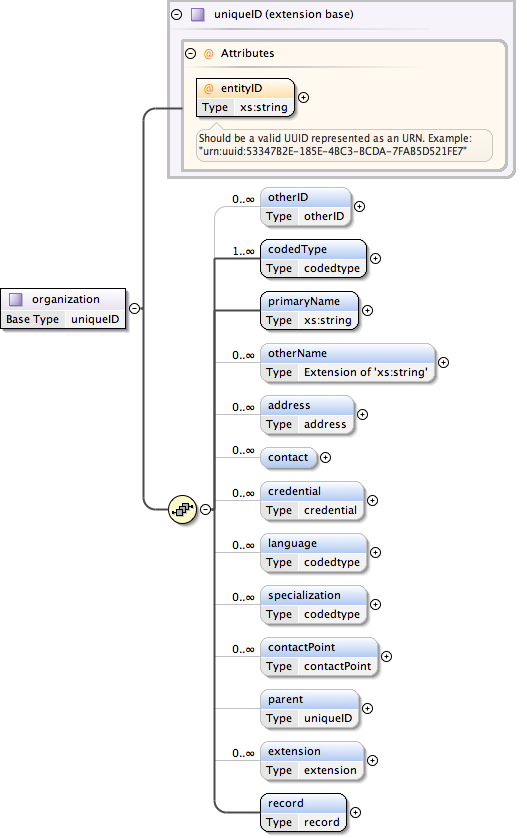 uniqueID (extension base)
@ Attributes
@ entityID
Type xs:string
Should be a valid UUID represented as an URN. Example:
"urn:uuid:53347B2E-185E-4BC3-BCDA-7FAB5D521FE7"
0..∞ otherID
Type otherID
1..∞ codedType
Type codedtype
organization
Base Type uniqueID
primaryName
Type xs:string
0..∞ otherName
Type Extension of 'xs:string'
0..∞ address
Type address
0..∞ contact
0..∞ credential
Type credential
0..∞ language
Type codedtype
0..∞ specialization
Type codedtype
0..∞ contactPoint
Type contactPoint
parent
Type uniqueID
0..∞ extension
Type extension
record
Type record